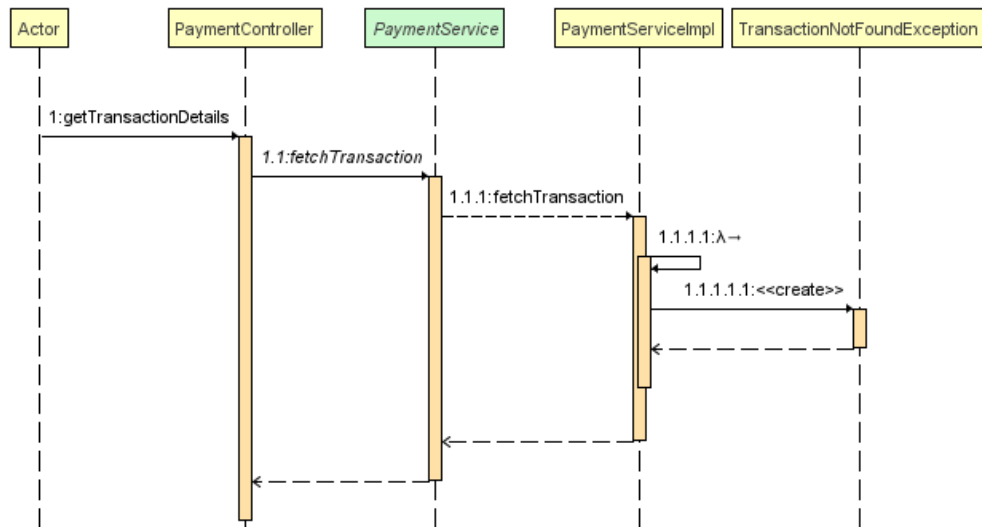 Actor
PaymentController
PaymentService
PaymentServiceImpl
TransactionNotFoundException
1:getTransactionDetails
1.1:fetchTransaction
1.1.1:fetchTransaction
1.1.1.1:λ→
1.1.1.1.1:<<create>>